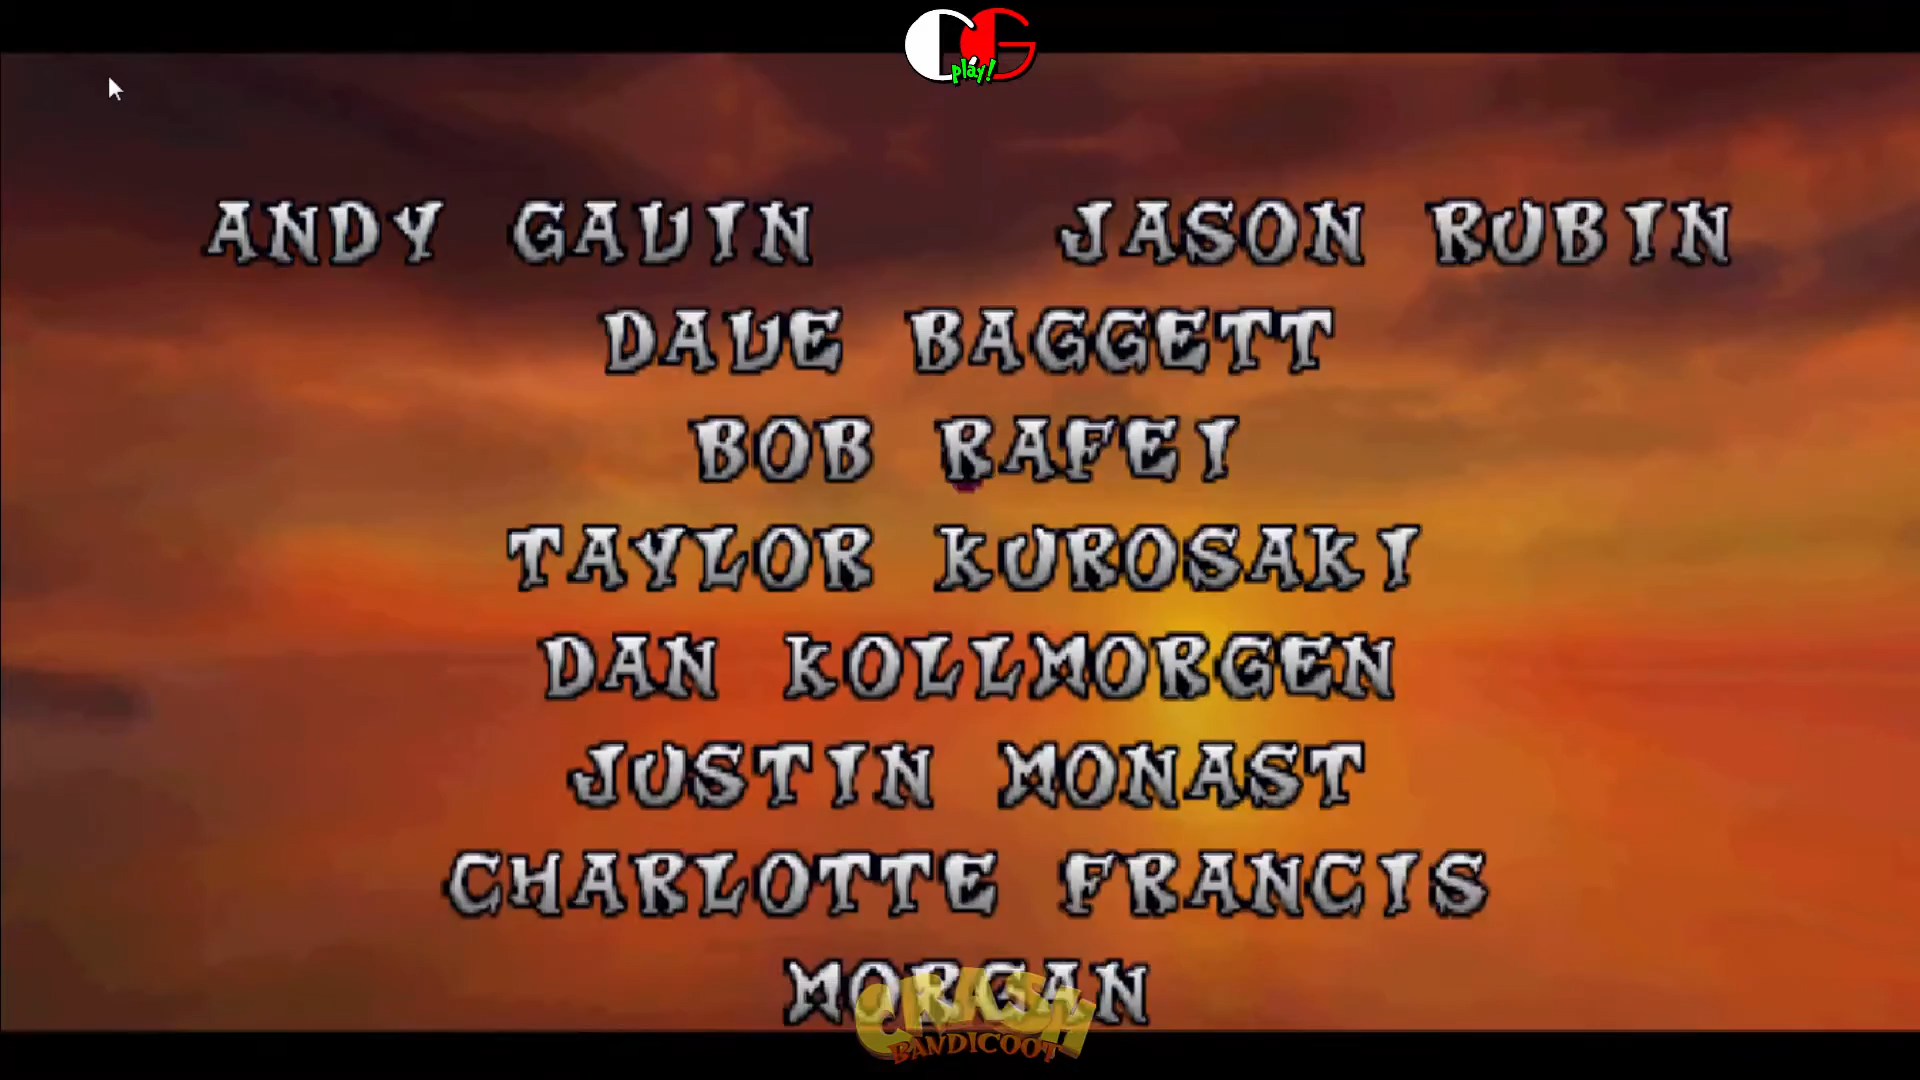 CG
play!
ANDY GAVIN JASON RUBIN
DAVE BAGGETT
BOB RAFEI
TAYLOR KUROSAKI
DAN KOLLMORGEN
JUSTIN MONAST
CHARLOTTE FRANCIS
MORGAN
CRASH
BANDICOOT